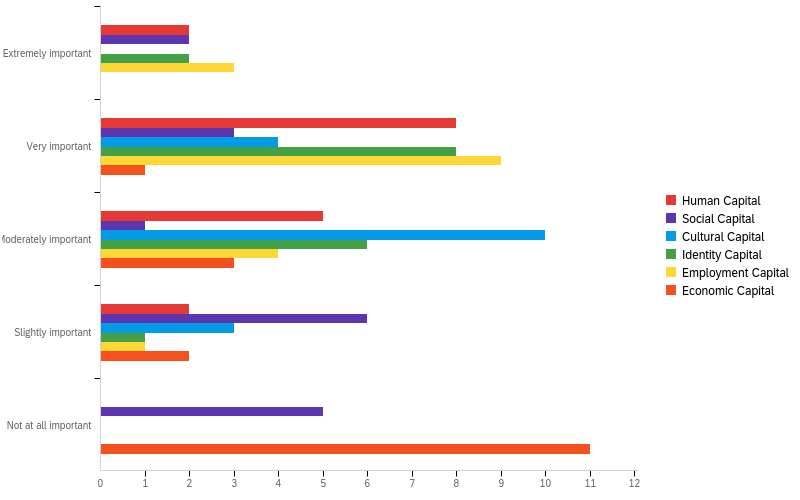 Extremely important
Very important
Moderately important
Slightly important
Not at all important
0 1 2 3 4 5 6 7 8 9 10 11 12
Human Capital
Social Capital
Cultural Capital
Identity Capital
Employment Capital
Economic Capital